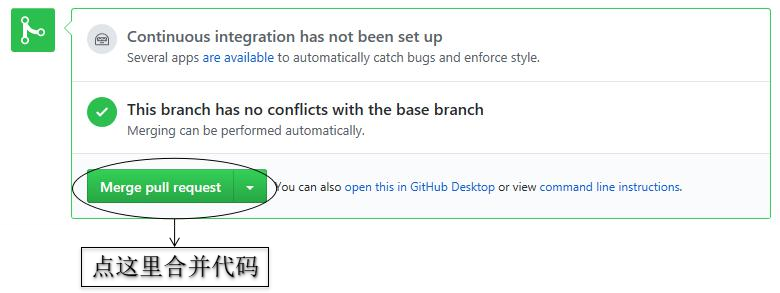 Continuous integration has not been set up
Several apps are available to automatically catch bugs and enforce style.
This branch has no conflicts with the base branch
Merging can be performed automatically.
Merge pull request
You can also open this in GitHub Desktop or view command line instructions.
点这里合并代码